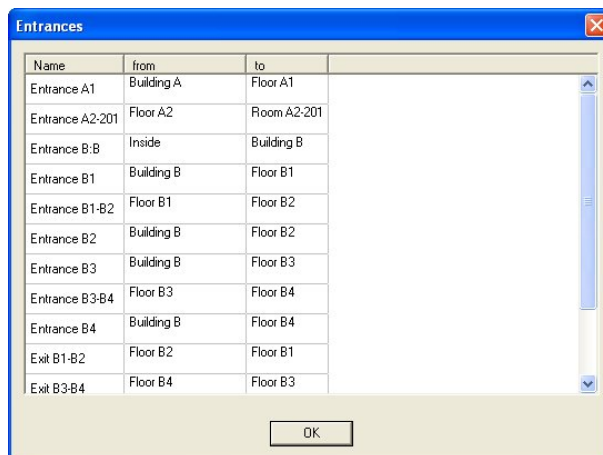 Entrances
Name from to
Entrance A1 Building A Floor A1
Entrance A2-201 Floor A2 Room A2-201
Entrance B:B Inside Building B
Entrance B1 Building B Floor B1
Entrance B1-B2 Floor B1 Floor B2
Entrance B2 Building B Floor B2
Entrance B3 Building B Floor B3
Entrance B3-B4 Floor B3 Floor B4
Entrance B4 Building B Floor B4
Exit B1-B2 Floor B2 Floor B1
Exit B3-B4 Floor B4 Floor B3
OK